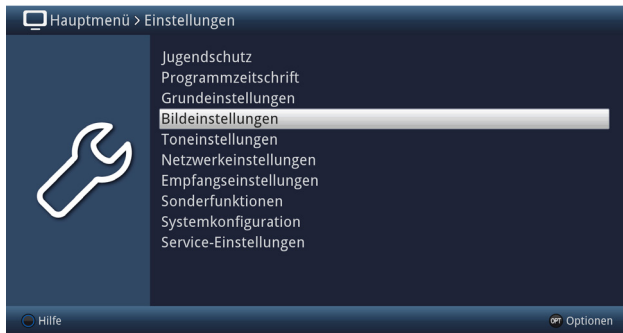 Hauptmenü > Einstellungen
Jugendschutz
Programmzeitschrift
Grundeinstellungen
Bildeinstellungen
Toneinstellungen
Netzwerkeinstellungen
Empfangseinstellungen
Sonderfunktionen
Systemkonfiguration
Service-Einstellungen
Hilfe
OPT Optionen